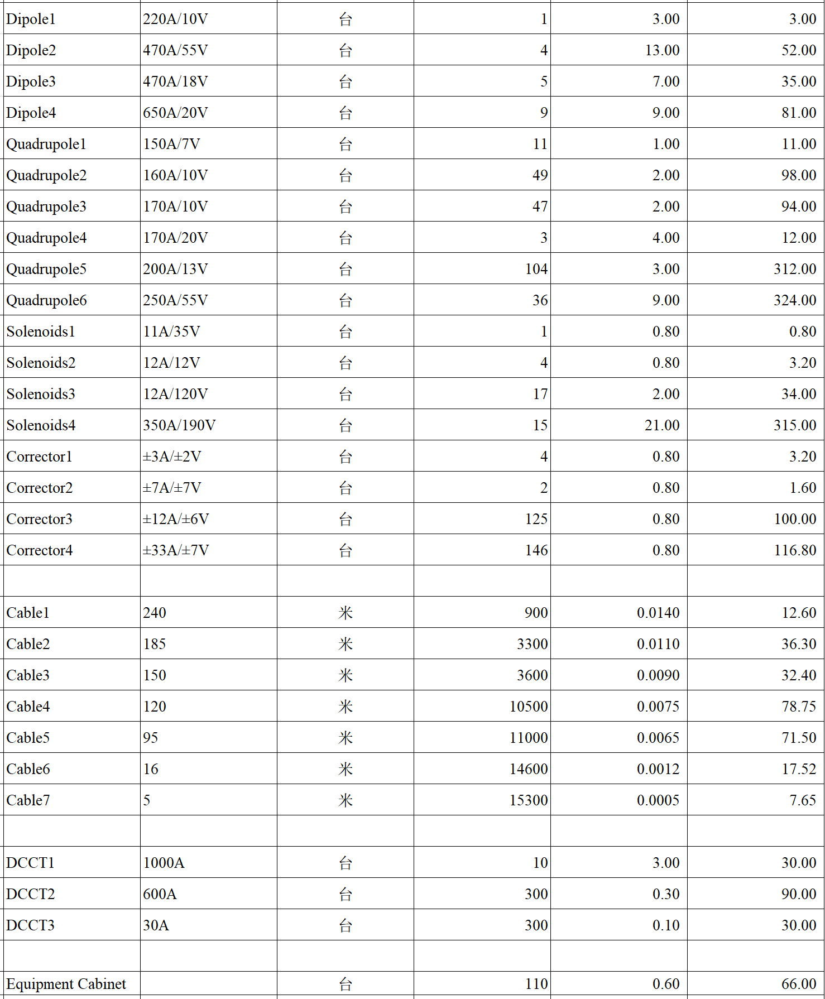 Dipole1 220A/10V 台 1 3.00 3.00
Dipole2 470A/55V 台 4 13.00 52.00
Dipole3 470A/18V 台 5 7.00 35.00
Dipole4 650A/20V 台 9 9.00 81.00
Quadrupole1 150A/7V 台 11 1.00 11.00
Quadrupole2 160A/10V 台 49 2.00 98.00
Quadrupole3 170A/10V 台 47 2.00 94.00
Quadrupole4 170A/20V 台 3 4.00 12.00
Quadrupole5 200A/13V 台 104 3.00 312.00
Quadrupole6 250A/55V 台 36 9.00 324.00
Solenoids1 11A/35V 台 1 0.80 0.80
Solenoids2 12A/12V 台 4 0.80 3.20
Solenoids3 12A/120V 台 17 2.00 34.00
Solenoids4 350A/190V 台 15 21.00 315.00
Corrector1 ±3A/±2V 台 4 0.80 3.20
Corrector2 ±7A/±7V 台 2 0.80 1.60
Corrector3 ±12A/±6V 台 125 0.80 100.00
Corrector4 ±33A/±7V 台 146 0.80 116.80
Cable1 240 米 900 0.0140 12.60
Cable2 185 米 3300 0.0110 36.30
Cable3 150 米 3600 0.0090 32.40
Cable4 120 米 10500 0.0075 78.75
Cable5 95 米 11000 0.0065 71.50
Cable6 16 米 14600 0.0012 17.52
Cable7 5 米 15300 0.0005 7.65
DCCT1 1000A 台 10 3.00 30.00
DCCT2 600A 台 300 0.30 90.00
DCCT3 30A 台 300 0.10 30.00
Equipment Cabinet 台 110 0.60 66.00